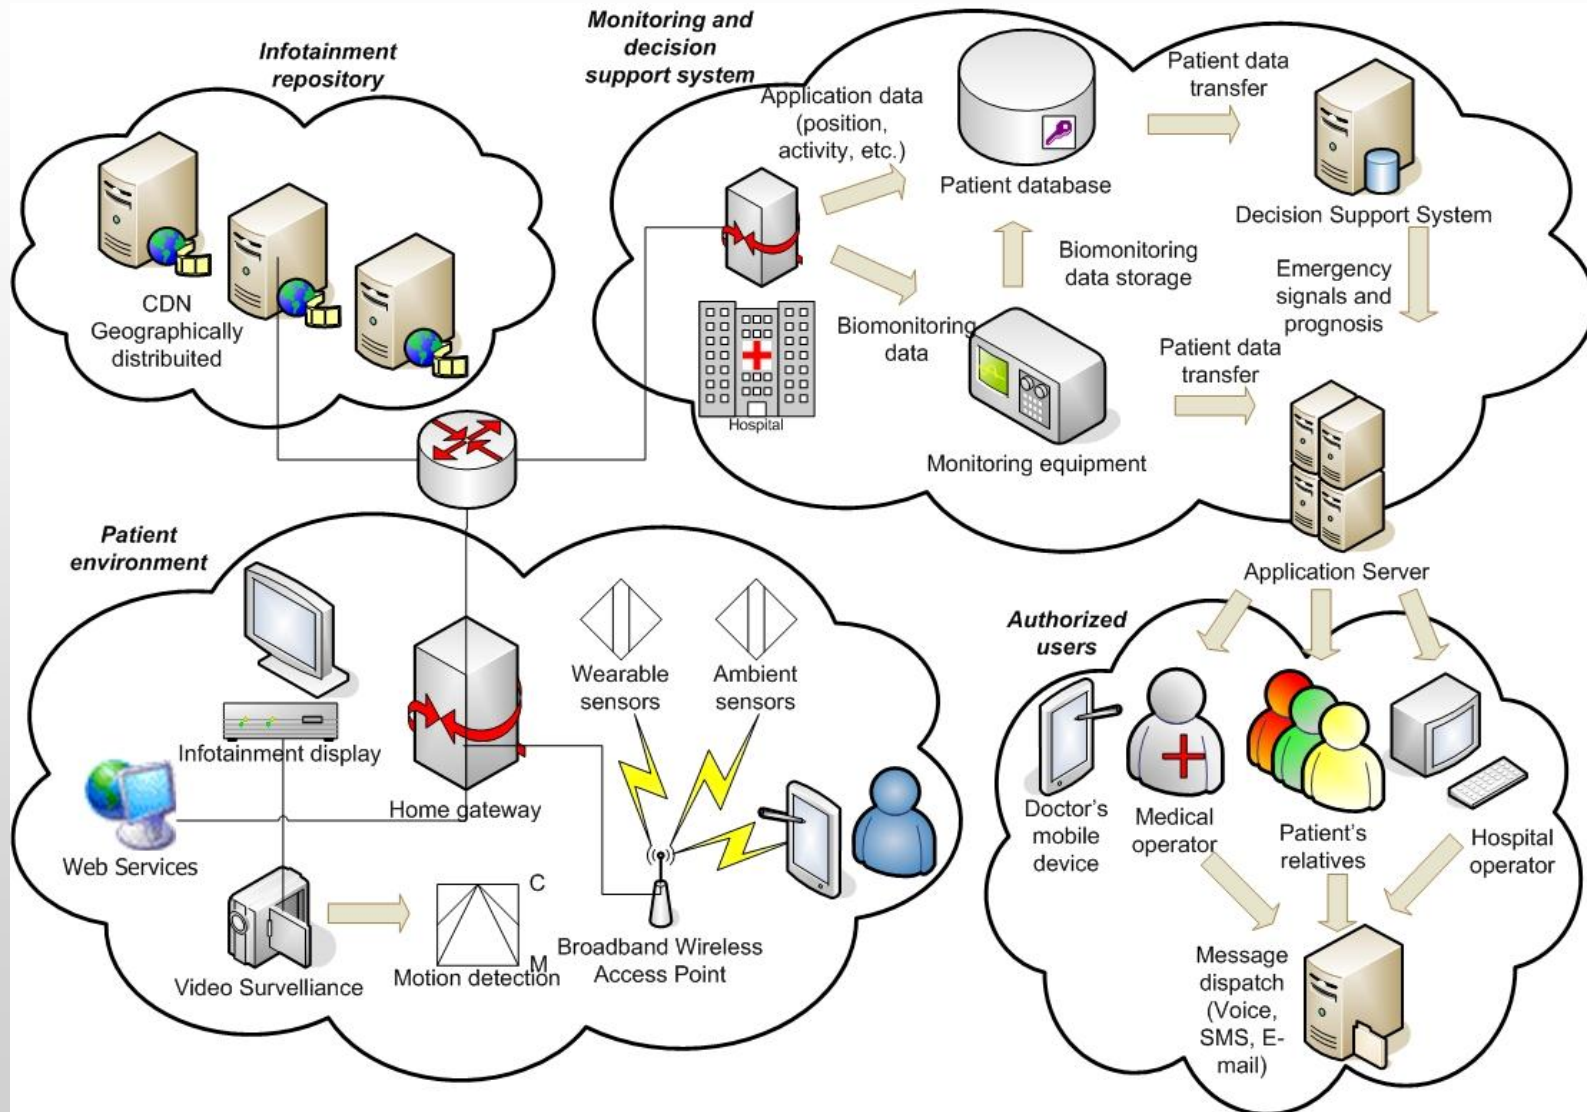 Infotainment
repository
CDN
Geographically
distribuited
Monitoring and
decision
support system
Application data
(position,
activity, etc.)
Patient database
Patient data
transfer
Decision Support System
Biomonitoring
data storage
Emergency
signals and
prognosis
Biomonitoring
data
Patient data
transfer
Hospital
Monitoring equipment
Application Server
Patient
environment
Infotainment display
Web Services
Home gateway
Wearable
sensors
Ambient
sensors
Video Survelliance
C
M
Motion detection
Broadband Wireless
Access Point
Authorized
users
Doctor's
mobile
device
Medical
operator
Patient's
relatives
Hospital
operator
Message
dispatch
(Voice,
SMS, E-
mail)